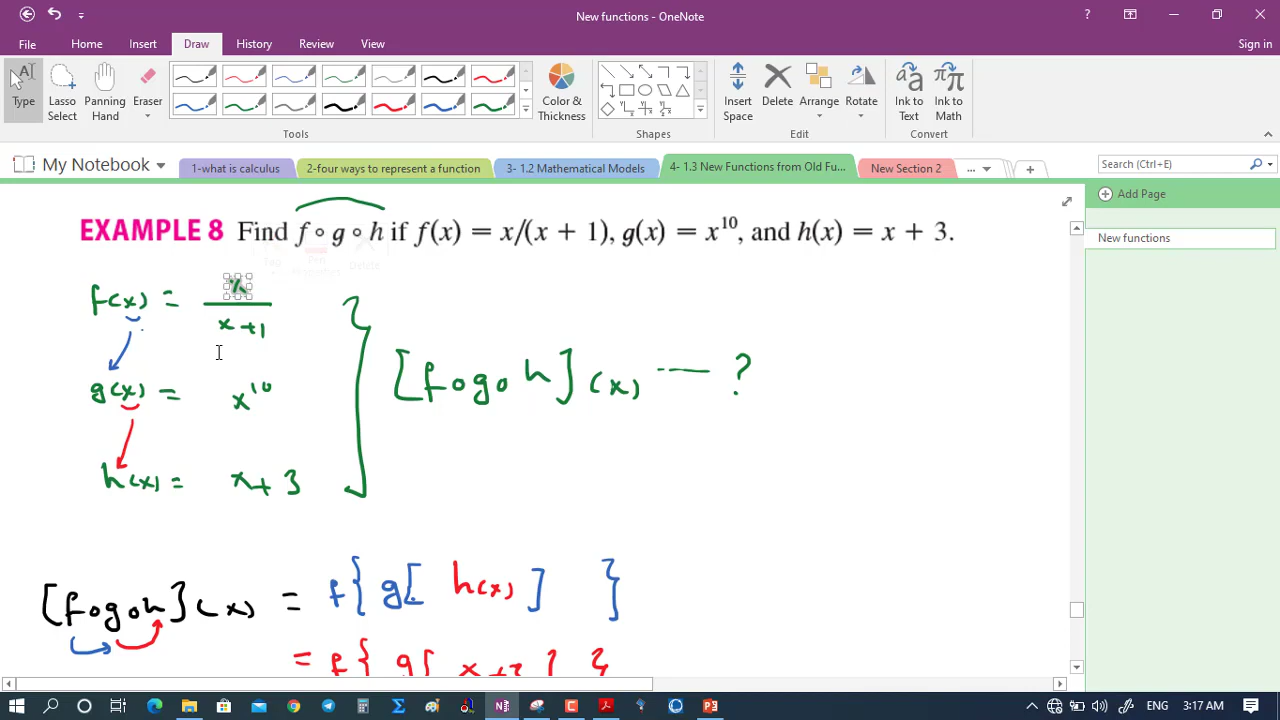 New functions - OneNote
? Sign in
File Home Insert Draw History Review View
Type Lasso Select Panning Hand Eraser Color & Thickness Insert Space Delete Arrange Rotate Ink to Text Ink to Math
Tools Shapes Edit Convert
My Notebook 1-what is calculus 2-four ways to represent a function 3- 1.2 Mathematical Models 4- 1.3 New Functions from Old Fu... New Section 2 ... + Search (Ctrl+E)
Add Page
New functions
EXAMPLE 8 Find f ∘ g ∘ h if f(x) = x/(x + 1), g(x) = x¹⁰, and h(x) = x + 3.
f(x) = x / x+1
g(x) = x¹⁰
[fogoh](x) — ?
h(x) = x+3
[fogoh](x) = f{ g[ h(x) ] }
= f{ g[ x+3 ] }
ENG 3:17 AM